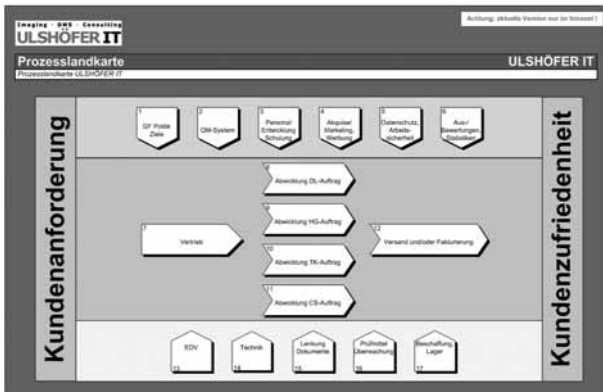 Imaging - DMS - Consulting
ULSHÖFER IT
Achtung: aktuelle Version nur im Intranet !
Prozesslandkarte
ULSHÖFER IT
Prozesslandkarte ULSHÖFER IT
Kundenanforderung
1
GF Politik
Ziele
2
QM-System
3
Personal/
Entwicklung
Schulung
4
Akquise/
Marketing,
Werbung
5
Datenschutz,
Arbeits-
sicherheit
6
Aus-/
Bewertungen,
Statistiken
7
Vertrieb
8
Abwicklung DL-Auftrag
9
Abwicklung HG-Auftrag
10
Abwicklung TK-Auftrag
11
Abwicklung CS-Auftrag
12
Versand und/oder Fakturierung
EDV
13
Technik
14
Lenkung
Dokumente
15
Prüfmittel
Überwachung
16
Beschaffung,
Lager
17
Kundenzufriedenheit